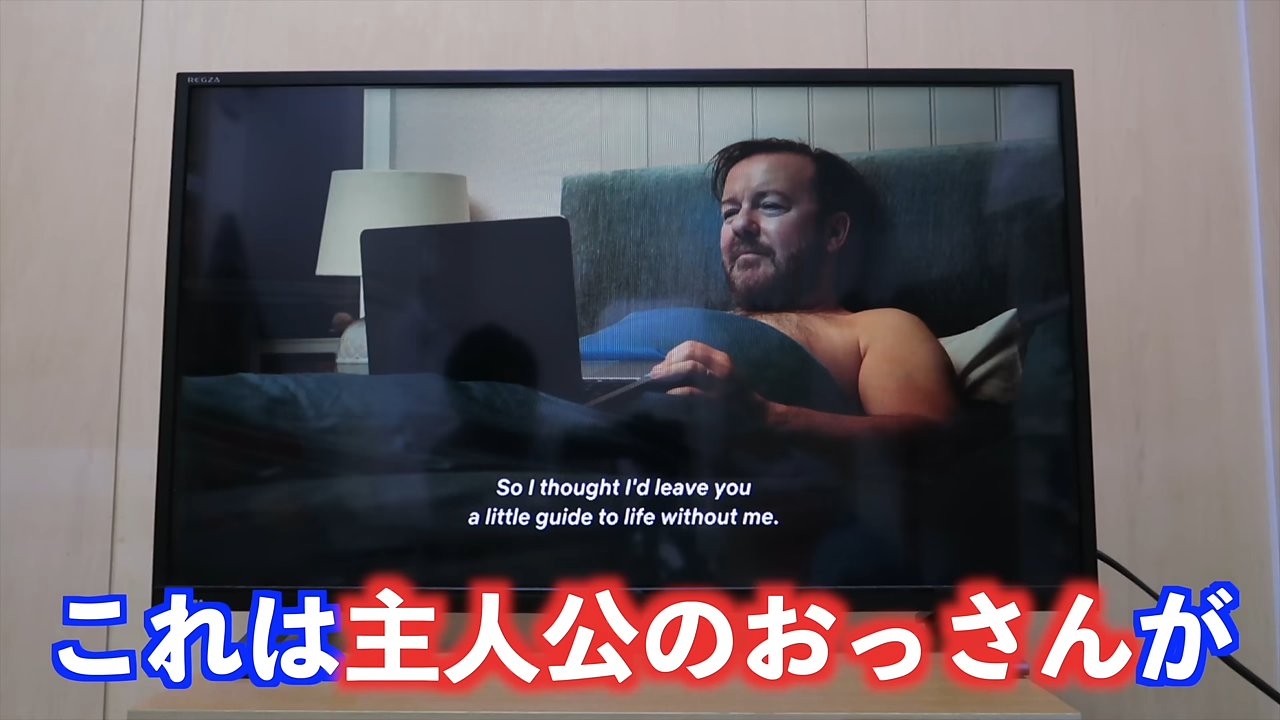 REGZA
So I thought I'd leave you
a little guide to life without me.
これは主人公のおっさんが